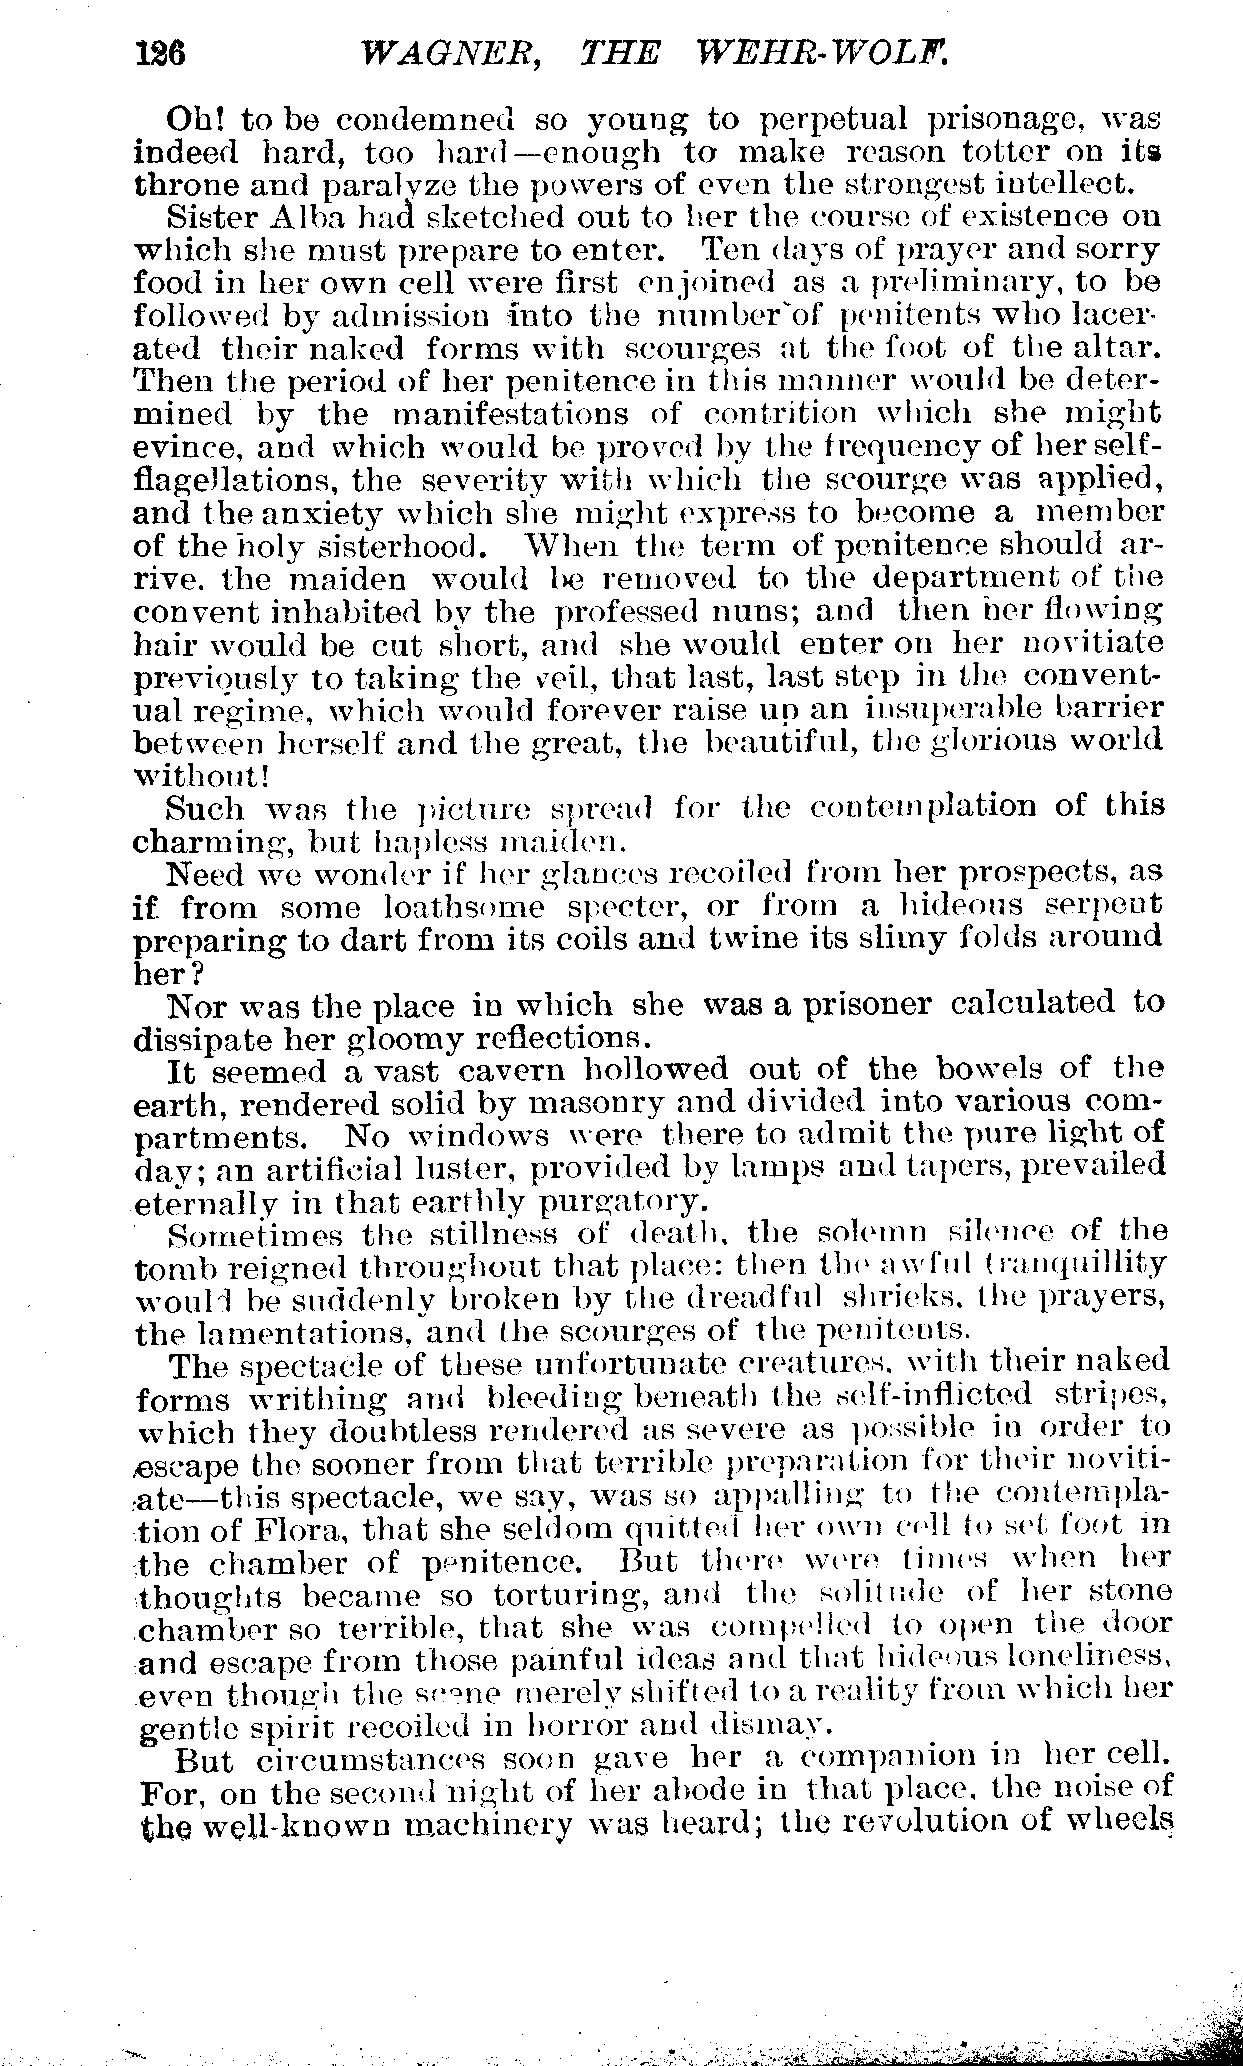 126 WAGNER, THE WEHR-WOLF.
Oh! to be condemned so young to perpetual prisonage, was
indeed hard, too hard—enough to make reason totter on its
throne and paralyze the powers of even the strongest intellect.
Sister Alba had sketched out to her the course of existence on
which she must prepare to enter. Ten days of prayer and sorry
food in her own cell were first enjoined as a preliminary, to be
followed by admission into the number of penitents who lacer-
ated their naked forms with scourges at the foot of the altar.
Then the period of her penitence in this manner would be deter-
mined by the manifestations of contrition which she might
evince, and which would be proved by the frequency of her self-
flagellations, the severity with which the scourge was applied,
and the anxiety which she might express to become a member
of the holy sisterhood. When the term of penitence should ar-
rive. the maiden would be removed to the department of the
convent inhabited by the professed nuns; and then her flowing
hair would be cut short, and she would enter on her novitiate
previously to taking the veil, that last, last step in the convent-
ual regime, which would forever raise up an insuperable barrier
between herself and the great, the beautiful, the glorious world
without!
Such was the picture spread for the contemplation of this
charming, but hapless maiden.
Need we wonder if her glances recoiled from her prospects, as
if from some loathsome specter, or from a hideous serpent
preparing to dart from its coils and twine its slimy folds around
her?
Nor was the place in which she was a prisoner calculated to
dissipate her gloomy reflections.
It seemed a vast cavern hollowed out of the bowels of the
earth, rendered solid by masonry and divided into various com-
partments. No windows were there to admit the pure light of
day; an artificial luster, provided by lamps and tapers, prevailed
eternally in that earthly purgatory.
Sometimes the stillness of death, the solemn silence of the
tomb reigned throughout that place: then the awful tranquillity
would be suddenly broken by the dreadful shrieks. the prayers,
the lamentations, and the scourges of the penitents.
The spectacle of these unfortunate creatures. with their naked
forms writhing and bleeding beneath the self-inflicted stripes,
which they doubtless rendered as severe as possible in order to
escape the sooner from that terrible preparation for their noviti-
ate—this spectacle, we say, was so appalling to the contempla-
tion of Flora, that she seldom quitted her own cell to set foot in
the chamber of penitence. But there were times when her
thoughts became so torturing, and the solitude of her stone
chamber so terrible, that she was compelled to open the door
and escape from those painful ideas and that hideous loneliness,
even though the scene merely shifted to a reality from which her
gentle spirit recoiled in horror and dismay.
But circumstances soon gave her a companion in her cell.
For, on the second night of her abode in that place, the noise of
the well-known machinery was heard; the revolution of wheels